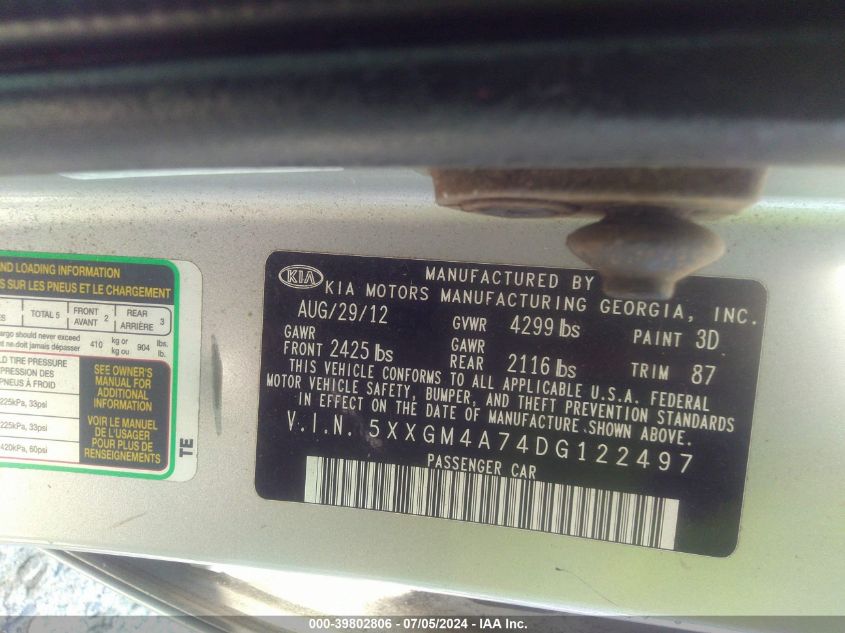 ND LOADING INFORMATION
S SUR LES PNEUS ET LE CHARGEMENT
ES TOTAL 5 FRONT AVANT 2 REAR ARRIÈRE 3
argo should never exceed 410 kg or 904 lbs.
nt ne doit jamais dépasser kg ou lb.
LD TIRE PRESSURE
PRESSION DES
PNEUS À FROID
225kPa, 33psi
225kPa, 33psi
420kPa, 60psi
SEE OWNER'S
MANUAL FOR
ADDITIONAL
INFORMATION
VOIR LE MANUEL
DE L'USAGER
POUR PLUS DE
RENSEIGNEMENTS
TE
KIA
MANUFACTURED BY
KIA MOTORS MANUFACTURING GEORGIA, INC.
AUG/29/12 GVWR 4299 lbs PAINT 3D
GAWR GAWR
FRONT 2425 lbs REAR 2116 lbs TRIM 87
THIS VEHICLE CONFORMS TO ALL APPLICABLE U.S.A. FEDERAL
MOTOR VEHICLE SAFETY, BUMPER, AND THEFT PREVENTION STANDARDS
IN EFFECT ON THE DATE OF MANUFACTURE SHOWN ABOVE.
V.I.N. 5XXGM4A74DG122497
PASSENGER CAR
000-39802806 - 07/05/2024 - IAA Inc.